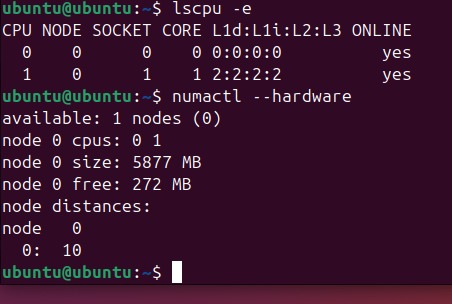 ubuntu@ubuntu:~$ lscpu -e
CPU NODE SOCKET CORE L1d:L1i:L2:L3 ONLINE
  0    0      0    0 0:0:0:0          yes
  1    0      1    1 2:2:2:2          yes
ubuntu@ubuntu:~$ numactl --hardware
available: 1 nodes (0)
node 0 cpus: 0 1
node 0 size: 5877 MB
node 0 free: 272 MB
node distances:
node   0
  0:  10
ubuntu@ubuntu:~$